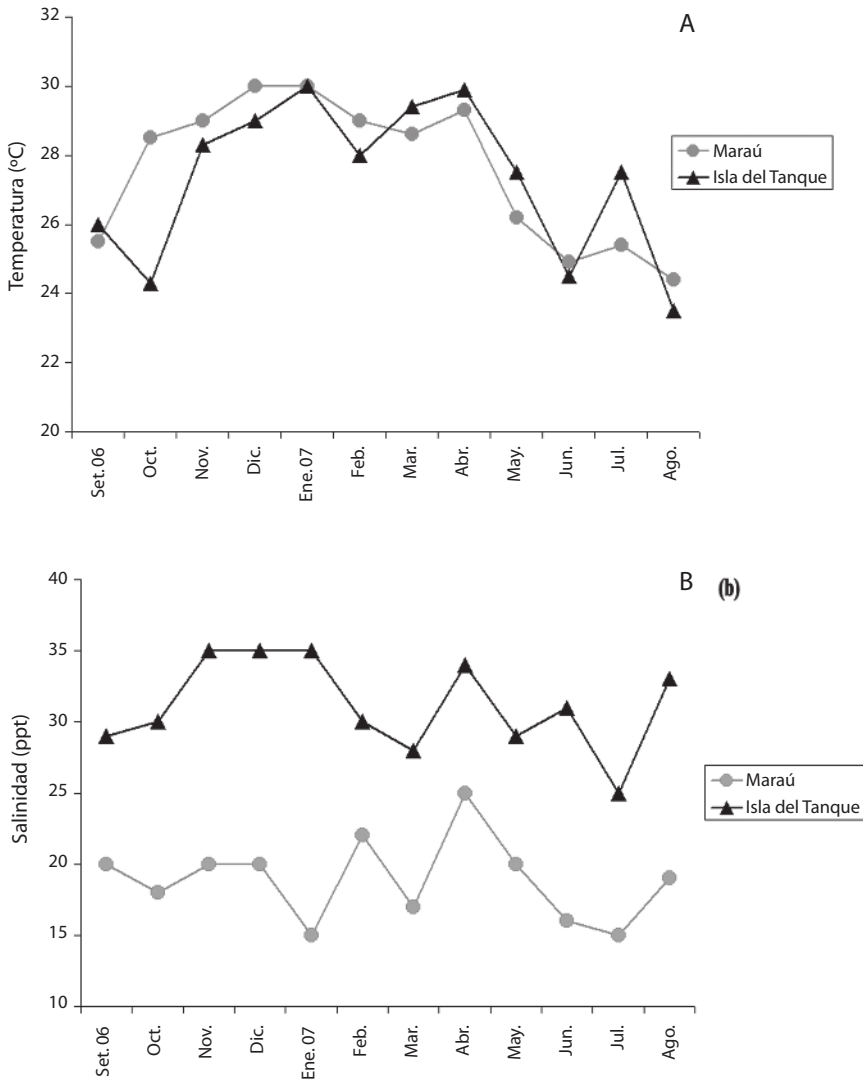 A
32
30
28
26
24
22
20
Temperatura (ºC)
Maraú
Isla del Tanque
Set.06
Oct.
Nov.
Dic.
Ene.07
Feb.
Mar.
Abr.
May.
Jun.
Jul.
Ago.
B (b)
40
35
30
25
20
15
10
Salinidad (ppt)
Maraú
Isla del Tanque
Set.06
Oct.
Nov.
Dic.
Ene.07
Feb.
Mar.
Abr.
May.
Jun.
Jul.
Ago.